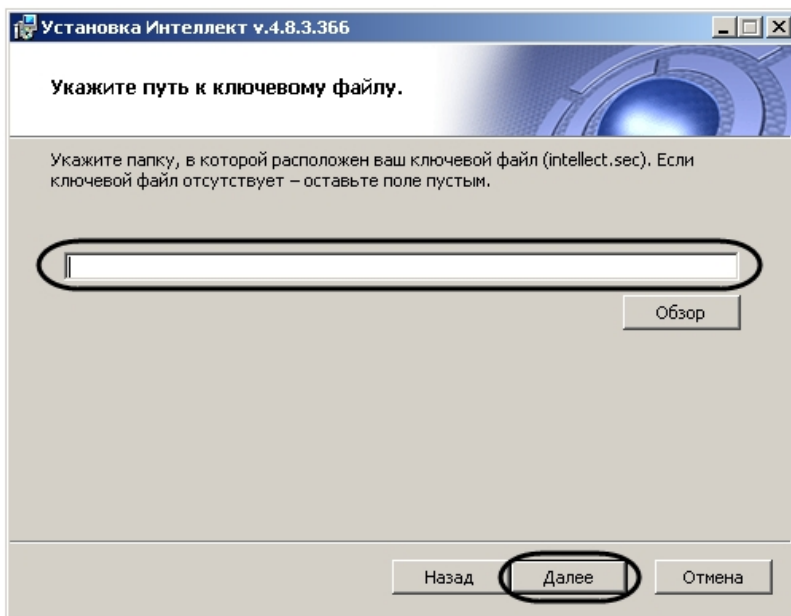 Установка Интеллект v.4.8.3.366
Укажите путь к ключевому файлу.
Укажите папку, в которой расположен ваш ключевой файл (intellect.sec). Если
ключевой файл отсутствует – оставьте поле пустым.
Обзор
Назад Далее Отмена